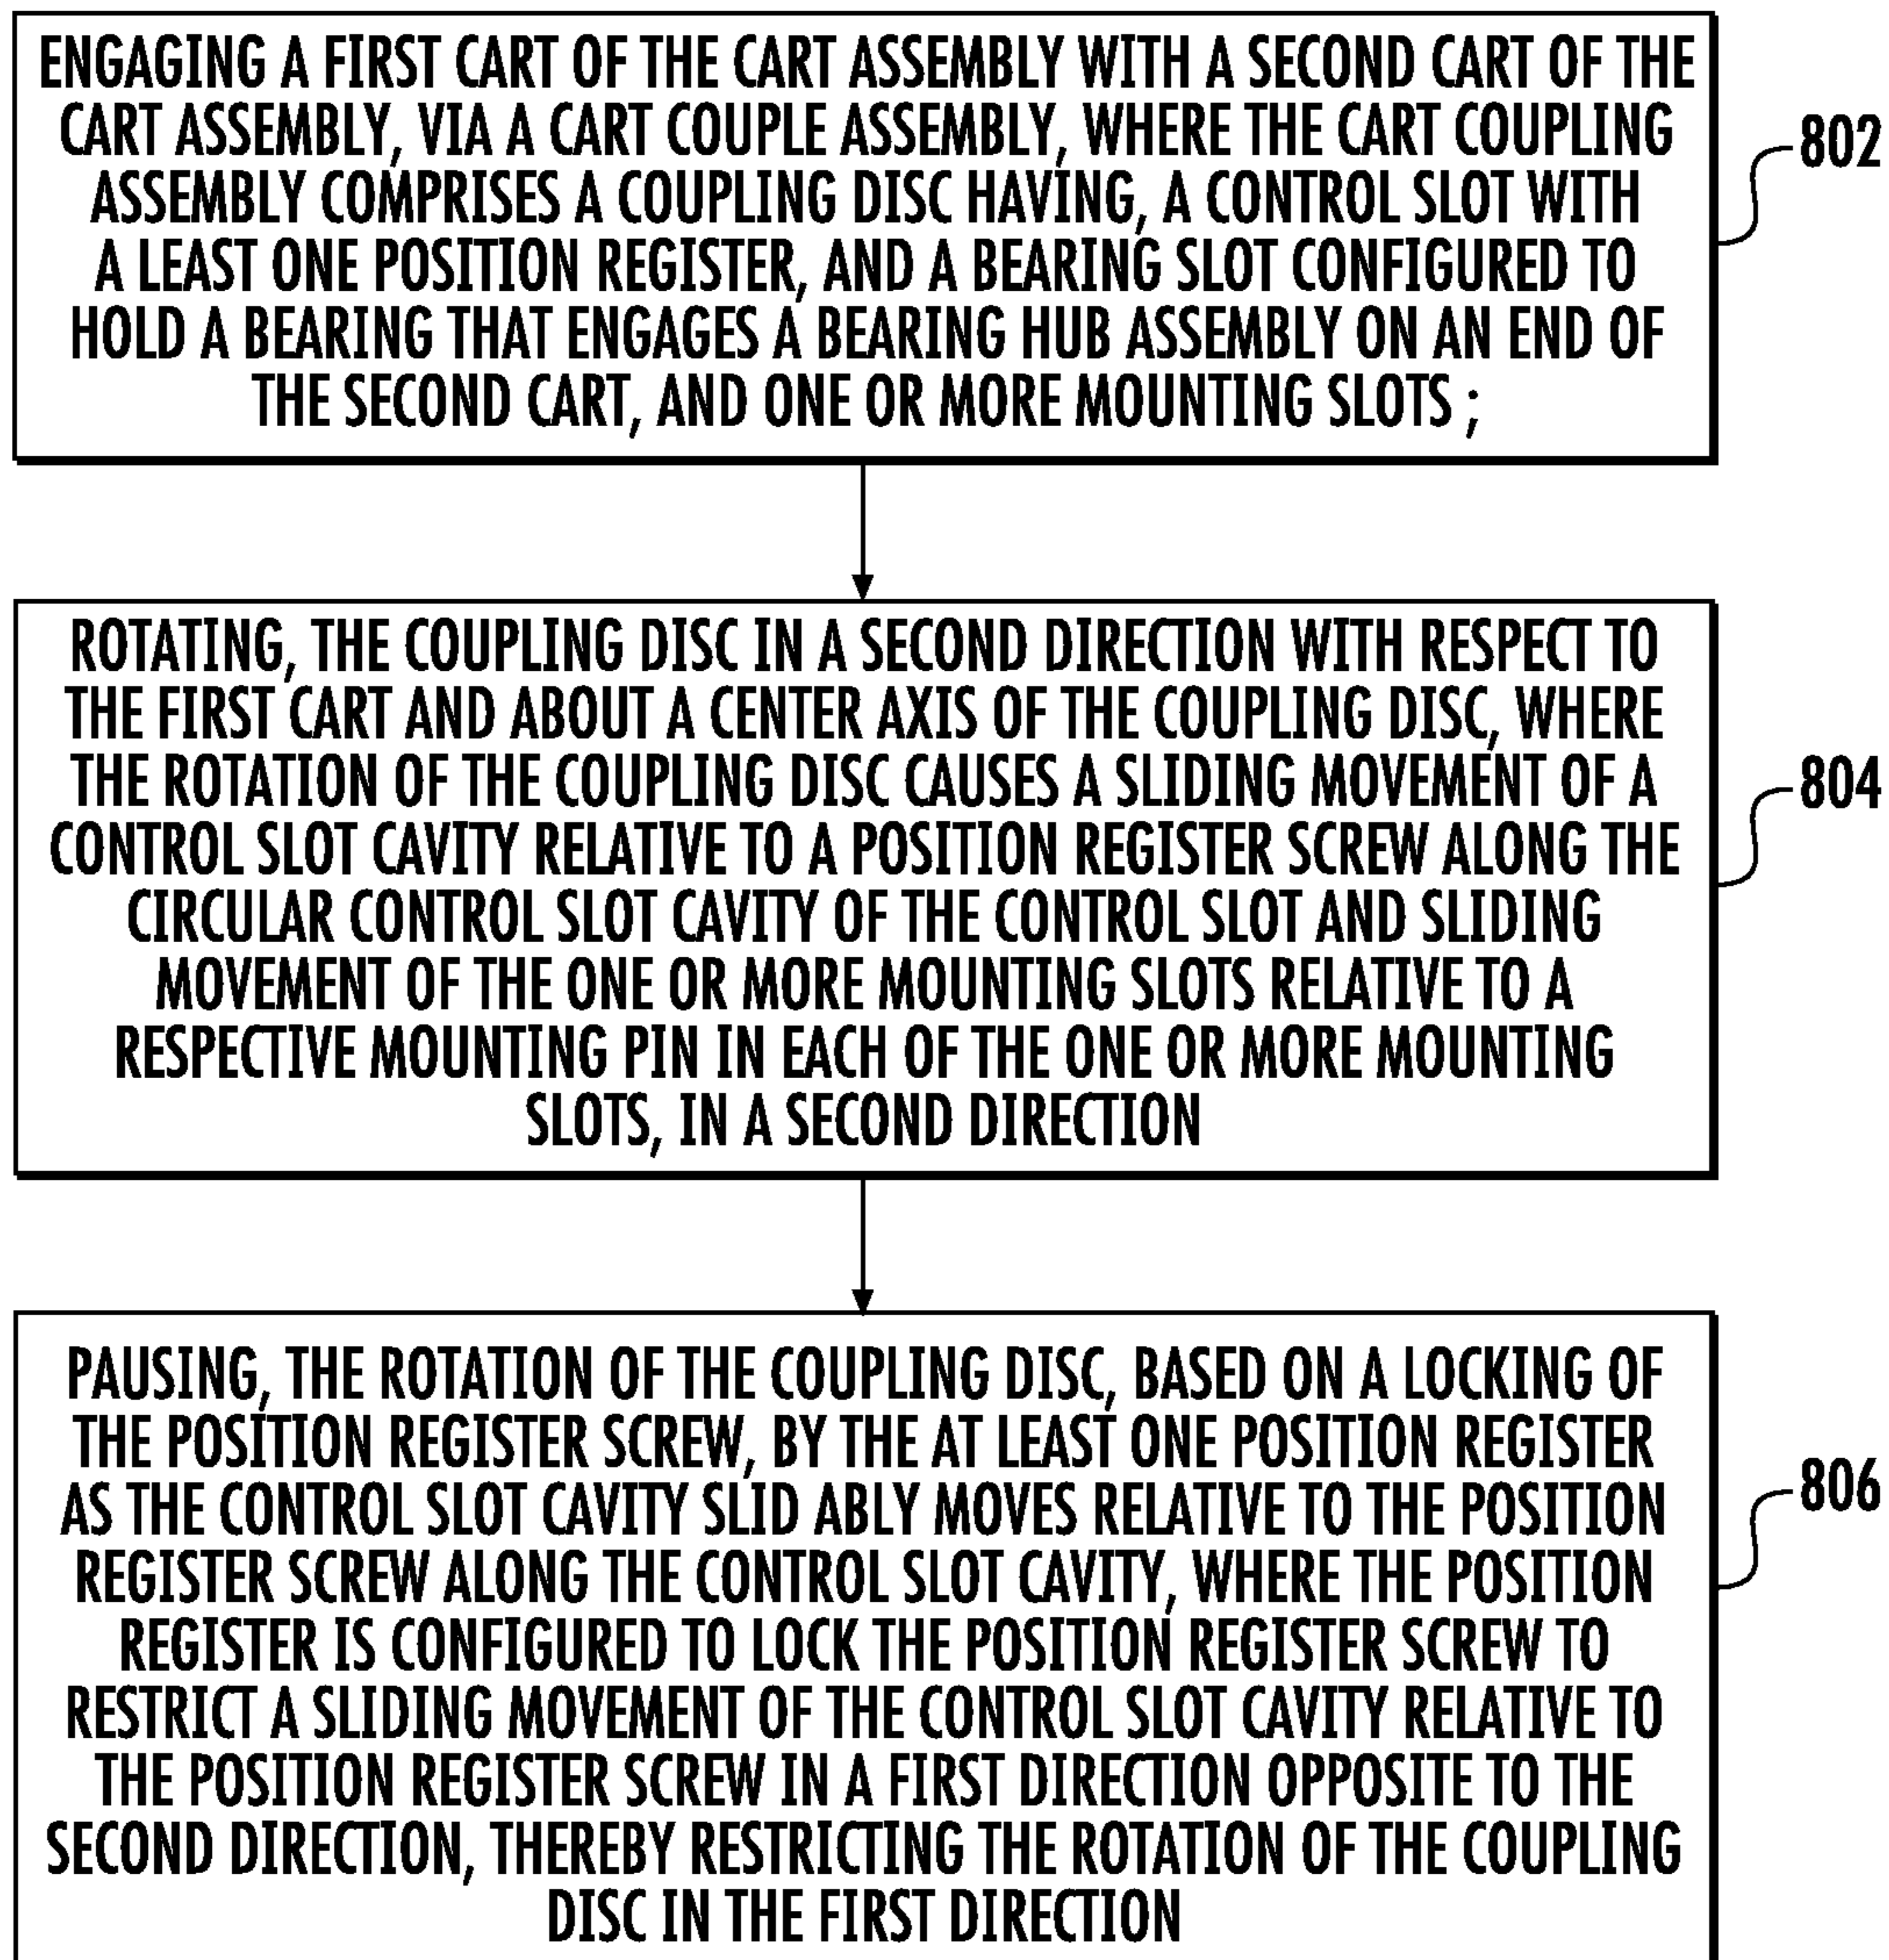 ENGAGING A FIRST CART OF THE CART ASSEMBLY WITH A SECOND CART OF THE
CART ASSEMBLY, VIA A CART COUPLE ASSEMBLY, WHERE THE CART COUPLING
ASSEMBLY COMPRISES A COUPLING DISC HAVING, A CONTROL SLOT WITH
A LEAST ONE POSITION REGISTER, AND A BEARING SLOT CONFIGURED TO
HOLD A BEARING THAT ENGAGES A BEARING HUB ASSEMBLY ON AN END OF
THE SECOND CART, AND ONE OR MORE MOUNTING SLOTS ;
802
ROTATING, THE COUPLING DISC IN A SECOND DIRECTION WITH RESPECT TO
THE FIRST CART AND ABOUT A CENTER AXIS OF THE COUPLING DISC, WHERE
THE ROTATION OF THE COUPLING DISC CAUSES A SLIDING MOVEMENT OF A
CONTROL SLOT CAVITY RELATIVE TO A POSITION REGISTER SCREW ALONG THE
CIRCULAR CONTROL SLOT CAVITY OF THE CONTROL SLOT AND SLIDING
MOVEMENT OF THE ONE OR MORE MOUNTING SLOTS RELATIVE TO A
RESPECTIVE MOUNTING PIN IN EACH OF THE ONE OR MORE MOUNTING
SLOTS, IN A SECOND DIRECTION
804
PAUSING, THE ROTATION OF THE COUPLING DISC, BASED ON A LOCKING OF
THE POSITION REGISTER SCREW, BY THE AT LEAST ONE POSITION REGISTER
AS THE CONTROL SLOT CAVITY SLID ABLY MOVES RELATIVE TO THE POSITION
REGISTER SCREW ALONG THE CONTROL SLOT CAVITY, WHERE THE POSITION
REGISTER IS CONFIGURED TO LOCK THE POSITION REGISTER SCREW TO
RESTRICT A SLIDING MOVEMENT OF THE CONTROL SLOT CAVITY RELATIVE TO
THE POSITION REGISTER SCREW IN A FIRST DIRECTION OPPOSITE TO THE
SECOND DIRECTION, THEREBY RESTRICTING THE ROTATION OF THE COUPLING
DISC IN THE FIRST DIRECTION
806